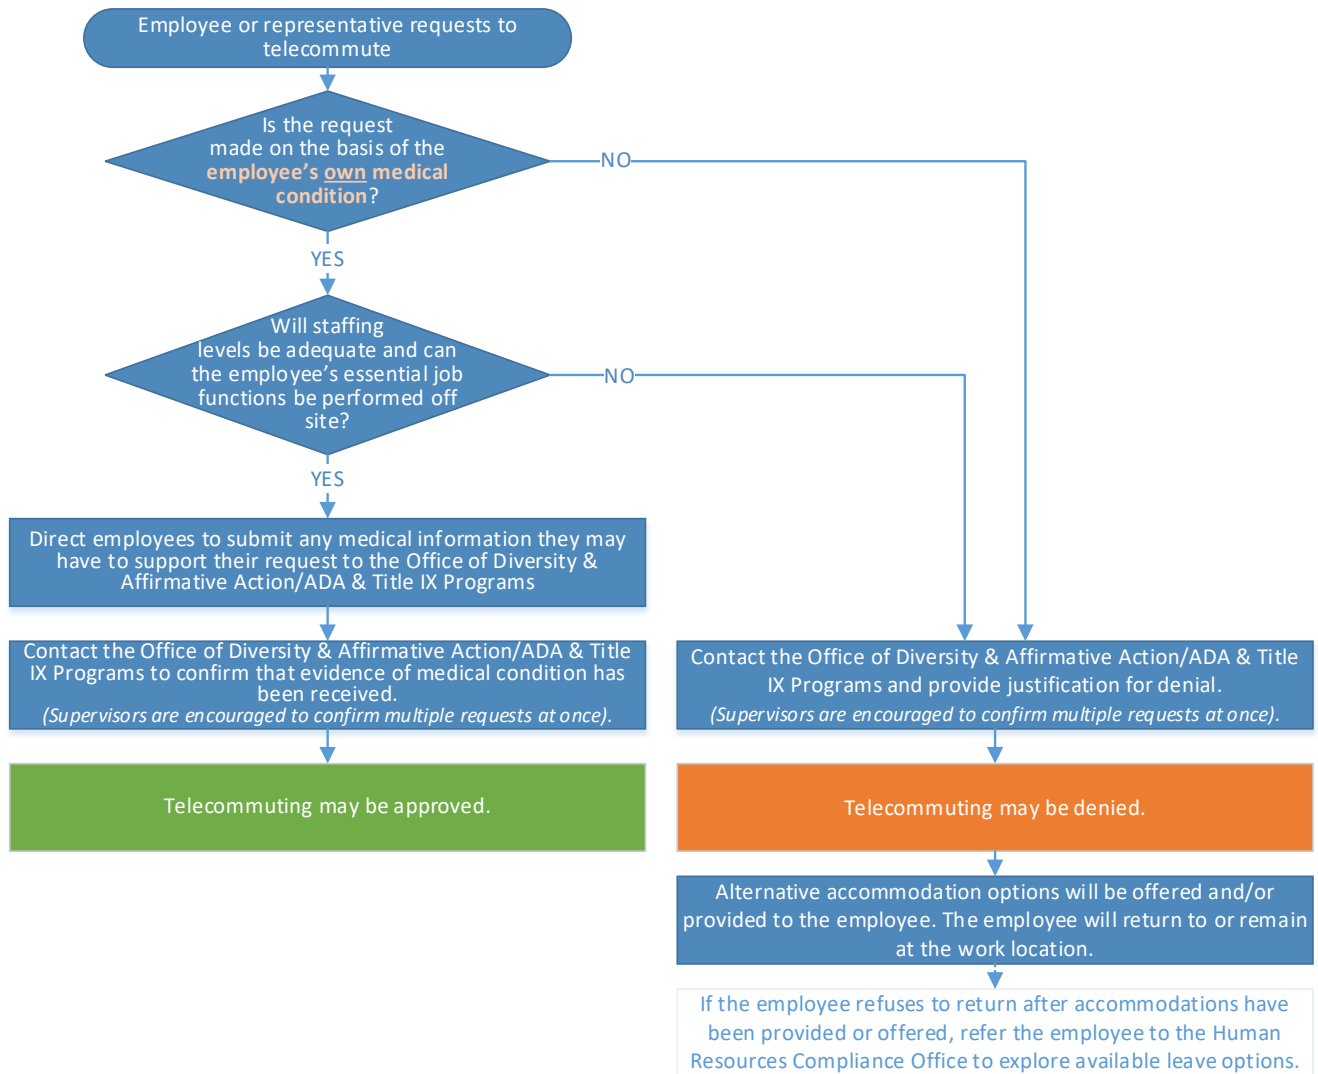 Employee or representative requests to
telecommute
Is the request
made on the basis of the
employee’s own medical
condition?
NO
YES
Will staffing
levels be adequate and can
the employee’s essential job
functions be performed off
site?
NO
YES
Direct employees to submit any medical information they may
have to support their request to the Office of Diversity &
Affirmative Action/ADA & Title IX Programs
Contact the Office of Diversity & Affirmative Action/ADA & Title
IX Programs to confirm that evidence of medical condition has
been received.
(Supervisors are encouraged to confirm multiple requests at once).
Contact the Office of Diversity & Affirmative Action/ADA & Title
IX Programs and provide justification for denial.
(Supervisors are encouraged to confirm multiple requests at once).
Telecommuting may be approved.
Telecommuting may be denied.
Alternative accommodation options will be offered and/or
provided to the employee. The employee will return to or remain
at the work location.
If the employee refuses to return after accommodations have
been provided or offered, refer the employee to the Human
Resources Compliance Office to explore available leave options.